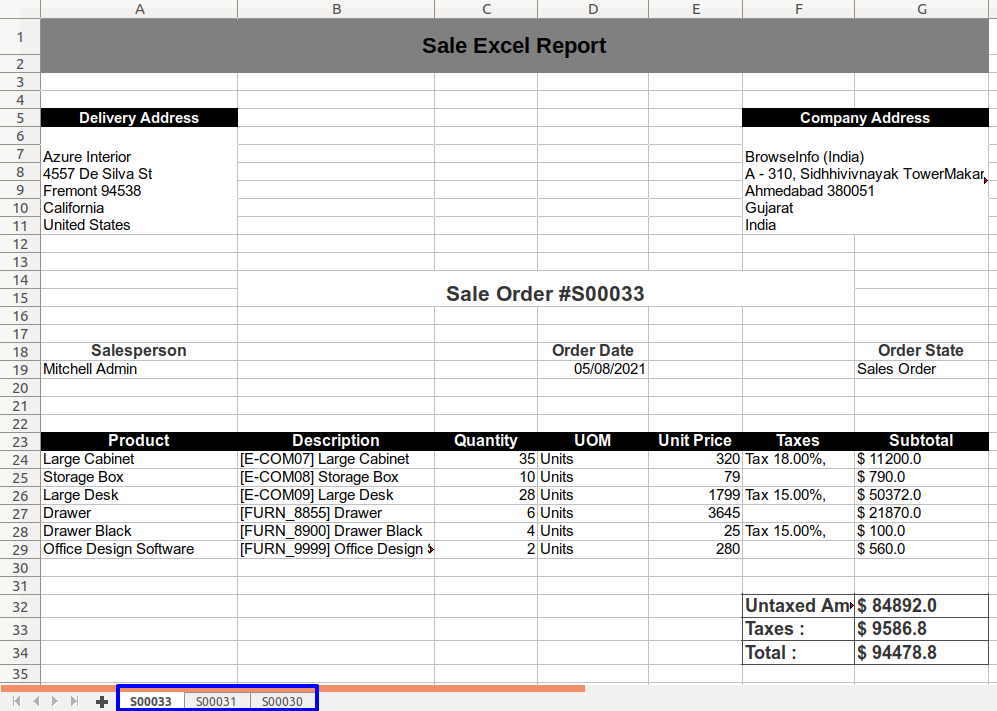 A B C D E F G
1 Sale Excel Report
2
3
4
5 Delivery Address Company Address
6
7 Azure Interior BrowseInfo (India)
8 4557 De Silva St A - 310, Sidhhivivnayak TowerMakar
9 Fremont 94538 Ahmedabad 380051
10 California Gujarat
11 United States India
12
13
14
15 Sale Order #S00033
16
17
18 Salesperson Order Date Order State
19 Mitchell Admin 05/08/2021 Sales Order
20
21
22
23 Product Description Quantity UOM Unit Price Taxes Subtotal
24 Large Cabinet [E-COM07] Large Cabinet 35 Units 320 Tax 18.00%, $ 11200.0
25 Storage Box [E-COM08] Storage Box 10 Units 79 $ 790.0
26 Large Desk [E-COM09] Large Desk 28 Units 1799 Tax 15.00%, $ 50372.0
27 Drawer [FURN_8855] Drawer 6 Units 3645 $ 21870.0
28 Drawer Black [FURN_8900] Drawer Black 4 Units 25 Tax 15.00%, $ 100.0
29 Office Design Software [FURN_9999] Office Design 2 Units 280 $ 560.0
30
31
32 Untaxed Am $ 84892.0
33 Taxes : $ 9586.8
34 Total : $ 94478.8
35
S00033 S00031 S00030